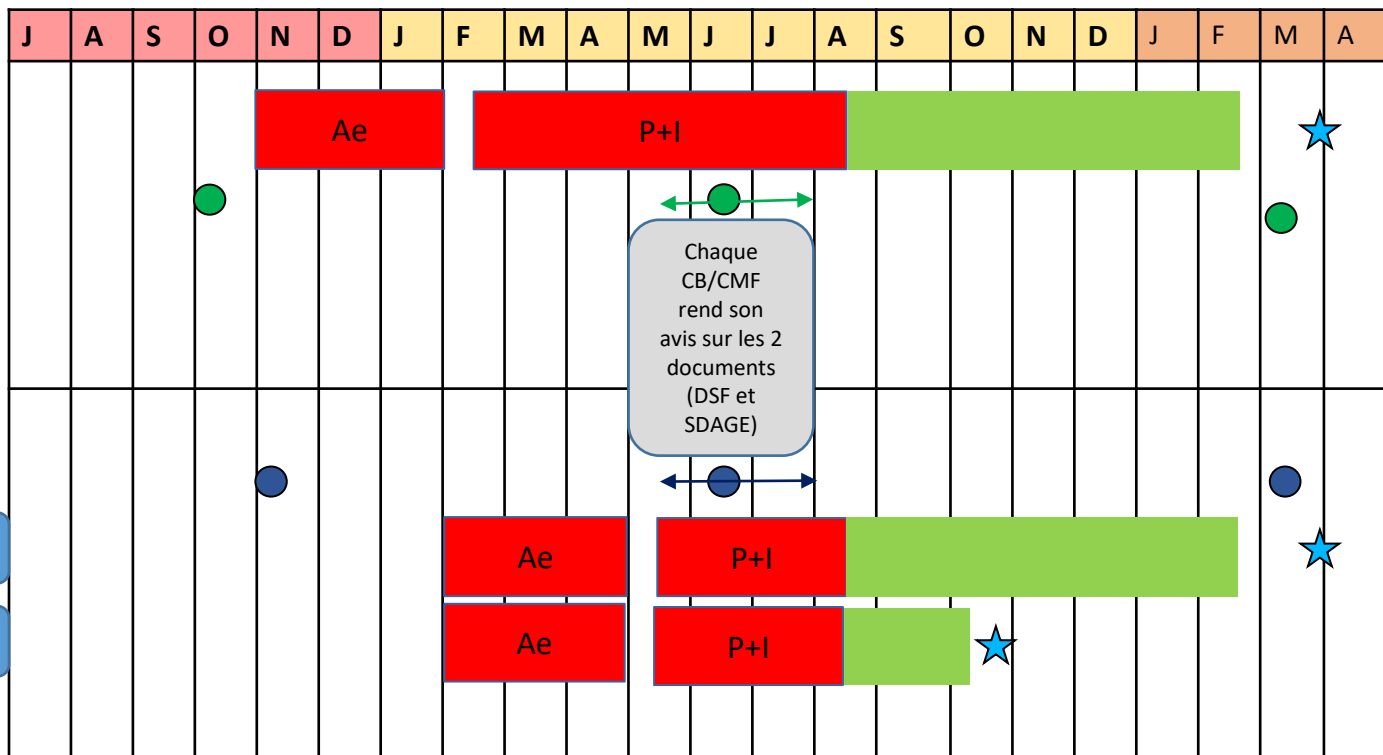 J A S O N D J F M A M J J A S O N D J F M A
Ae P+I
Chaque
CB/CMF
rend son
avis sur les 2
documents
(DSF et
SDAGE)
Ae P+I
Ae P+I